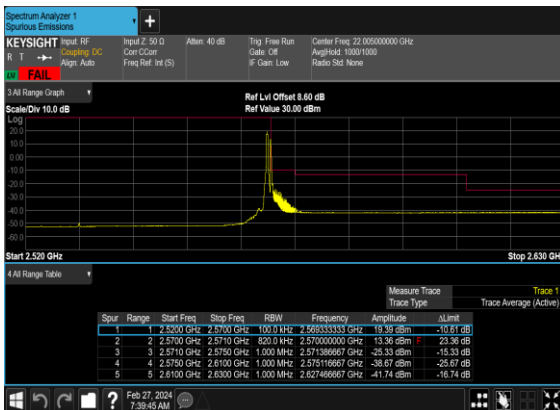 Spectrum Analyzer 1
Spurious Emissions
+
KEYSIGHT Input: RF Input Z: 50 Ω Atten: 40 dB Trig: Free Run Center Freq: 22.005000000 GHz
R T Coupling: DC Corr CCorr Gate: Off Avg|Hold: 1000/1000
Align: Auto Freq Ref: Int (S) IF Gain: Low Radio Std: None
LV FAIL
3 All Range Graph
Ref Lvl Offset 8.60 dB
Scale/Div 10.0 dB Ref Value 30.00 dBm
Log
20.0
10.0
0.00
-10.0
-20.0
-30.0
-40.0
-50.0
-60.0
Start 2.520 GHz Stop 2.630 GH
4 All Range Table
Measure Trace Trace 1
Trace Type Trace Average (Active)
Spur Range Start Freq Stop Freq RBW Frequency Amplitude ΔLimit
1 1 2.5200 GHz 2.5700 GHz 100.0 kHz 2.569333333 GHz 19.39 dBm -10.61 dB
2 2 2.5700 GHz 2.5710 GHz 820.0 kHz 2.570000000 GHz 13.36 dBm F 23.36 dB
3 3 2.5710 GHz 2.5750 GHz 1.000 MHz 2.571386667 GHz -25.33 dBm -15.33 dB
4 4 2.5750 GHz 2.6100 GHz 1.000 MHz 2.575116667 GHz -38.67 dBm -25.67 dB
5 5 2.6100 GHz 2.6300 GHz 1.000 MHz 2.627466667 GHz -41.74 dBm -16.74 dB
? Feb 27, 2024
7:39:45 AM